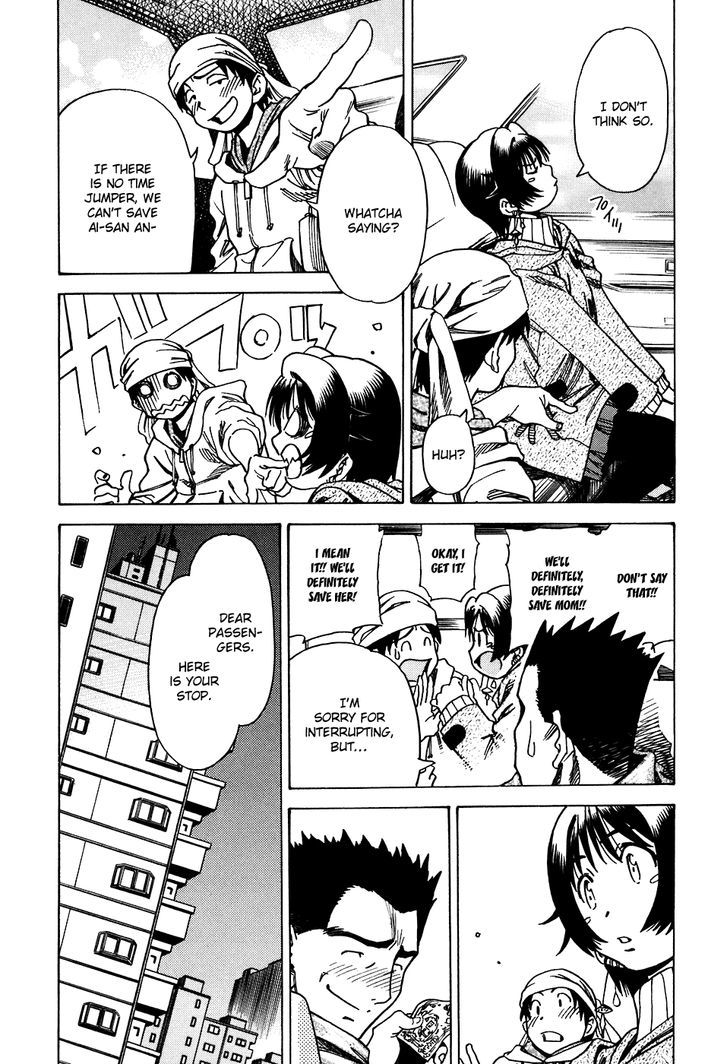 I DON'T
THINK SO.
HUH?
WHATCHA
SAYING?
IF THERE
IS NO TIME
JUMPER, WE
CAN'T SAVE
AI-SAN AN-
DON'T SAY
THAT!!
WE'LL
DEFINITELY,
DEFINITELY
SAVE MOM!!
OKAY, I
GET IT!
I MEAN
IT!! WE'LL
DEFINITELY
SAVE HER!
I'M
SORRY FOR
INTERRUPTING,
BUT...
DEAR
PASSEN-
GERS.
HERE
IS YOUR
STOP.